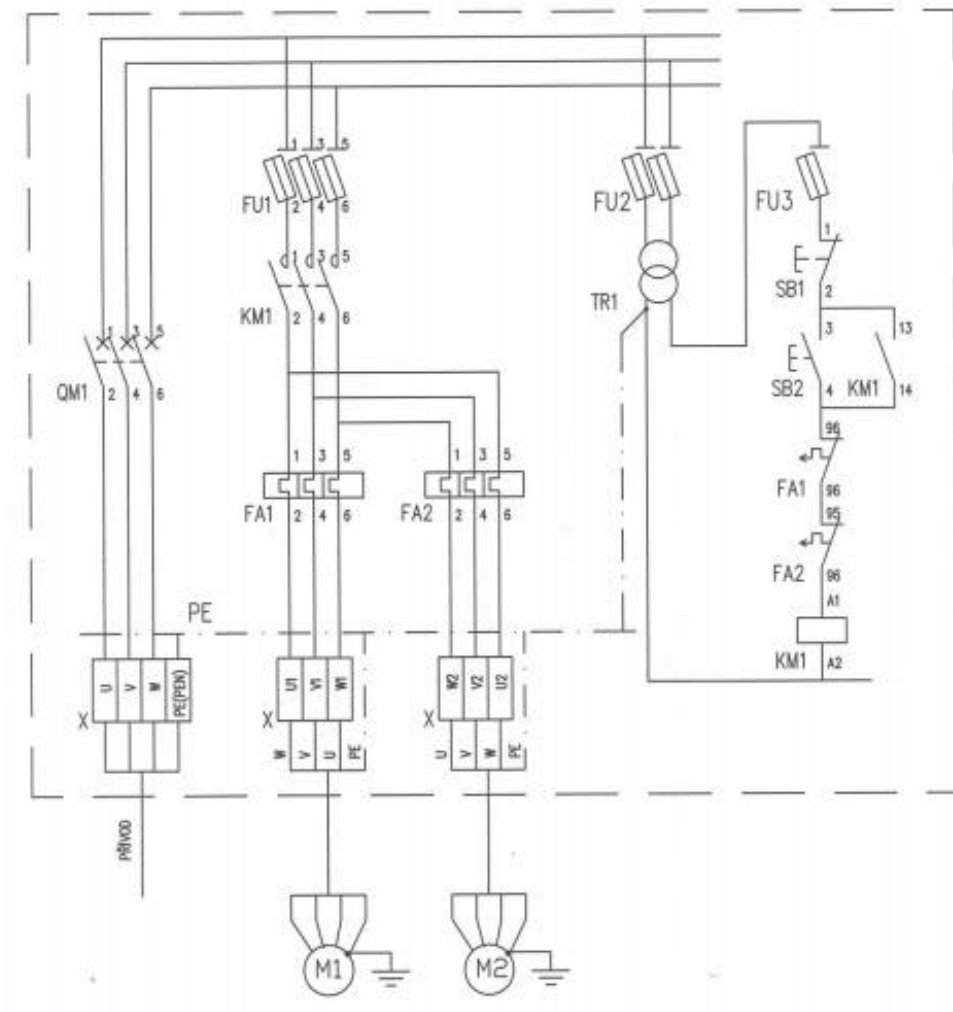 1 3 5
FU1
2 4 6
FU2
FU3
1
SB1
2
1 3 5
KM1
2 4 6
TR1
3
13
SB2
4
KM1
14
1 3 5
QM1
2 4 6
1 3 5
FA1
2 4 6
1 3 5
FA2
2 4 6
96
FA1
96
95
FA2
96
A1
KM1
A2
PE
X
U
V
W
PE(PEN)
X
U1
V1
W1
W
V
U
PE
X
W2
V2
U2
U
V
W
PE
PŘÍVOD
M1
M2